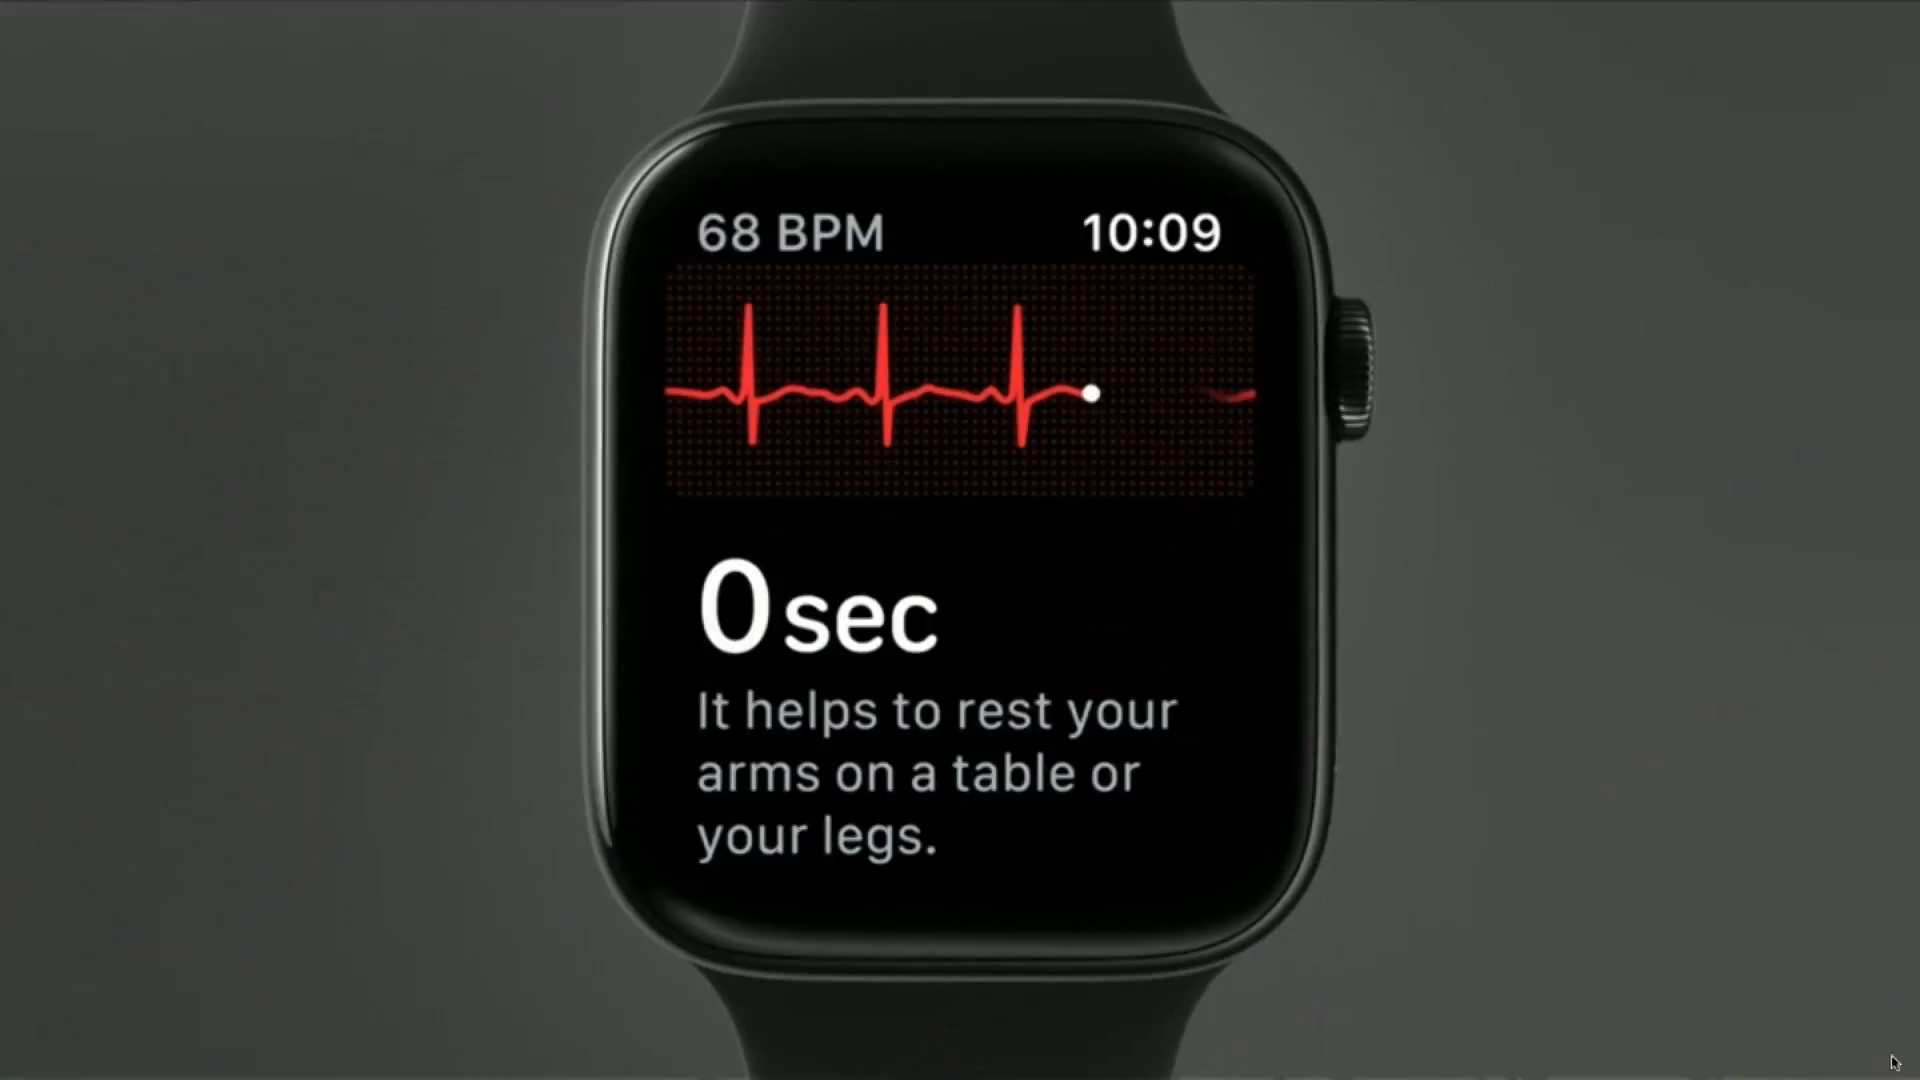 68 BPM 10:09
0 sec
It helps to rest your
arms on a table or
your legs.